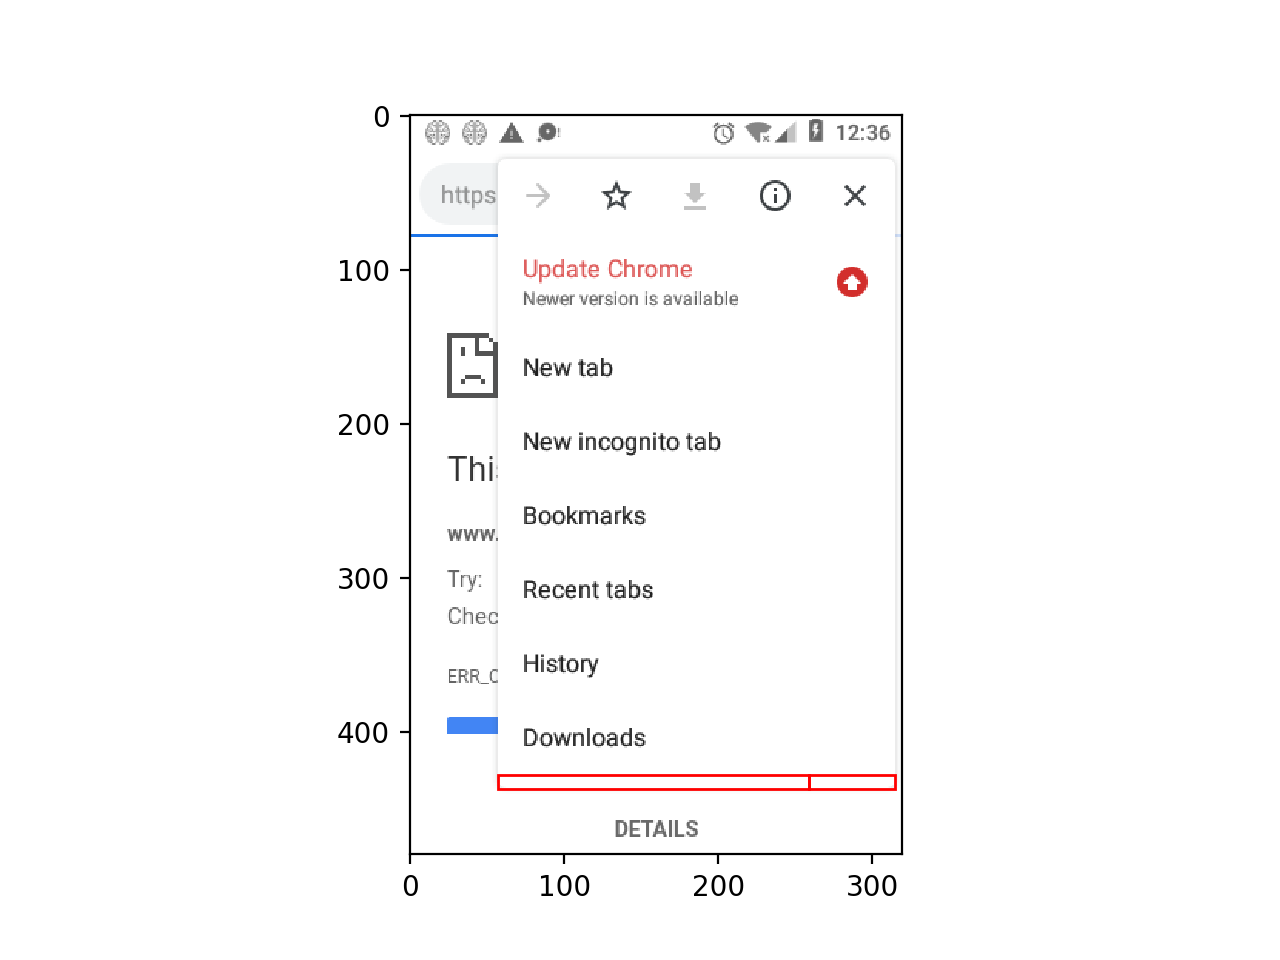 0
12:36
https
100
Update Chrome
Newer version is available
New tab
200
New incognito tab
This
Bookmarks
www.
300
Try:
Recent tabs
Chec
History
ERR_C
400
Downloads
DETAILS
0
100
200
300